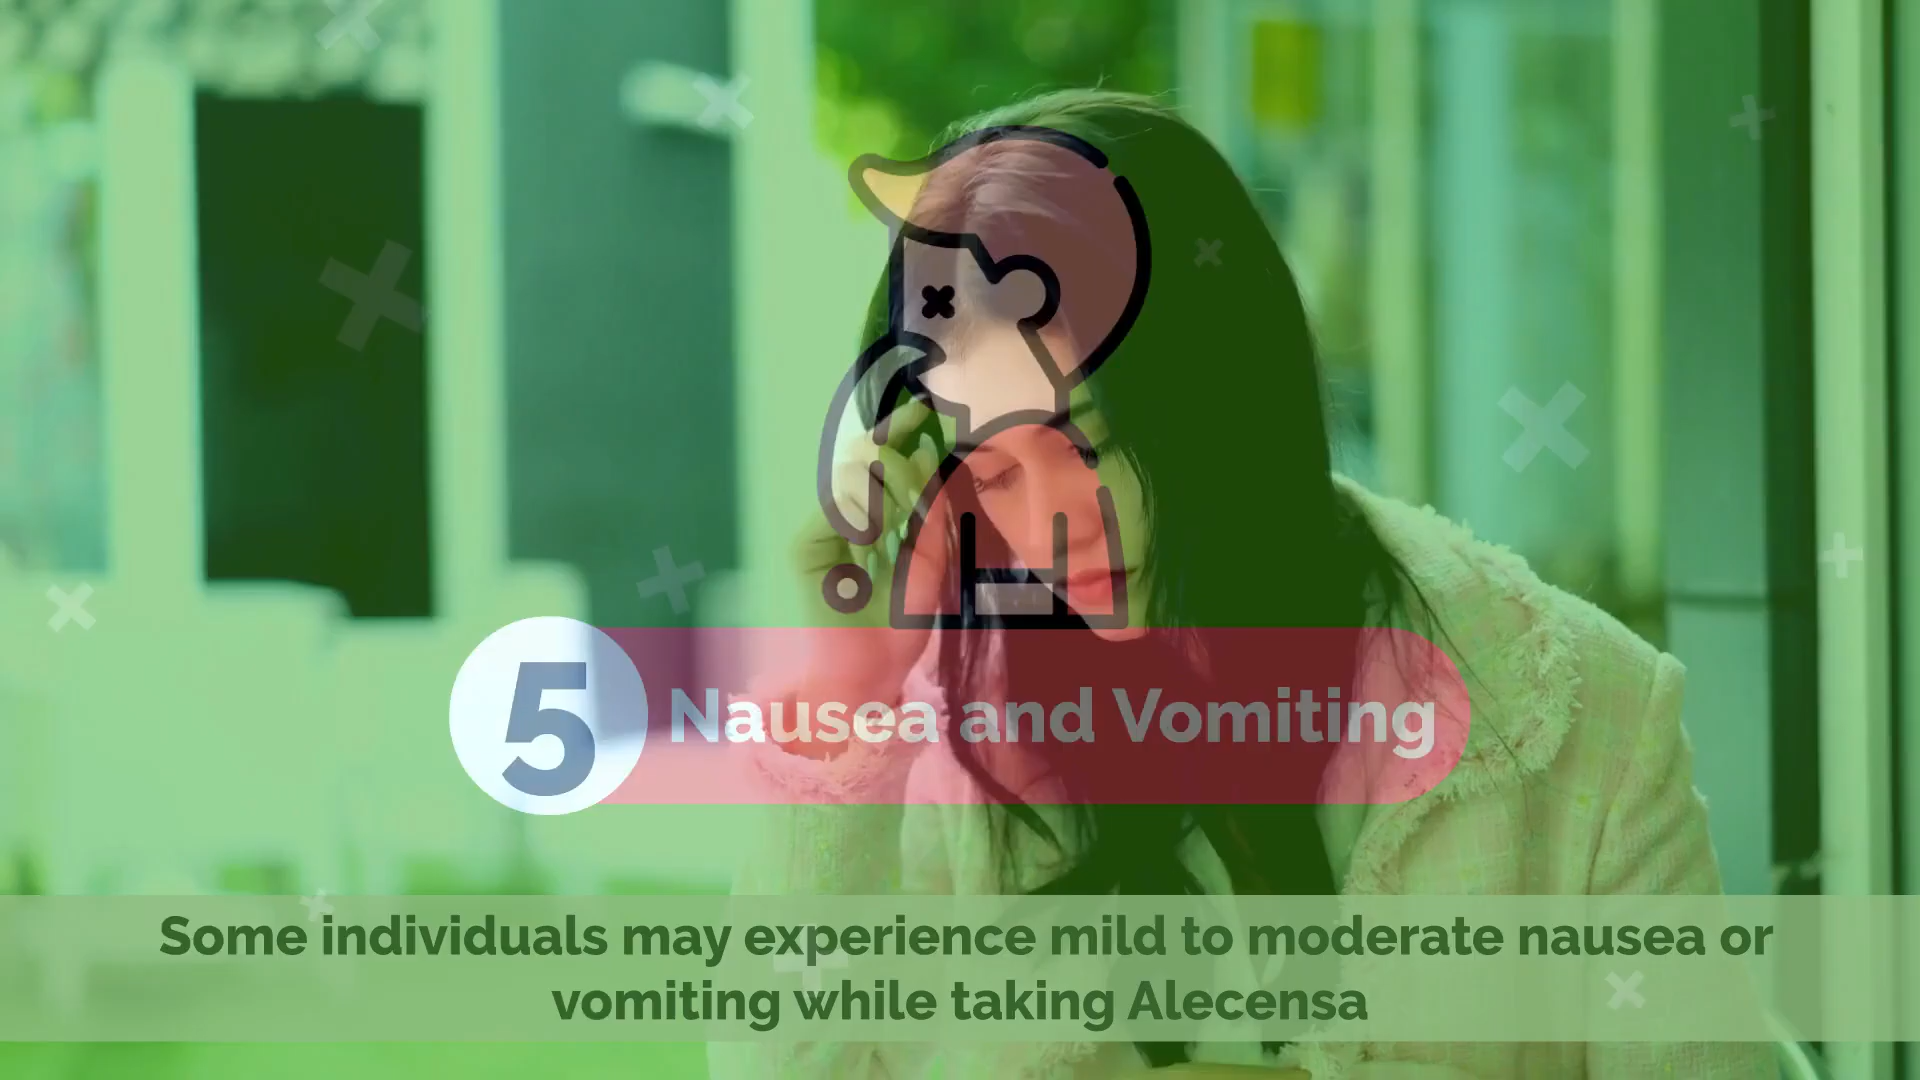 5
Nausea and Vomiting
Some individuals may experience mild to moderate nausea or
vomiting while taking Alecensa